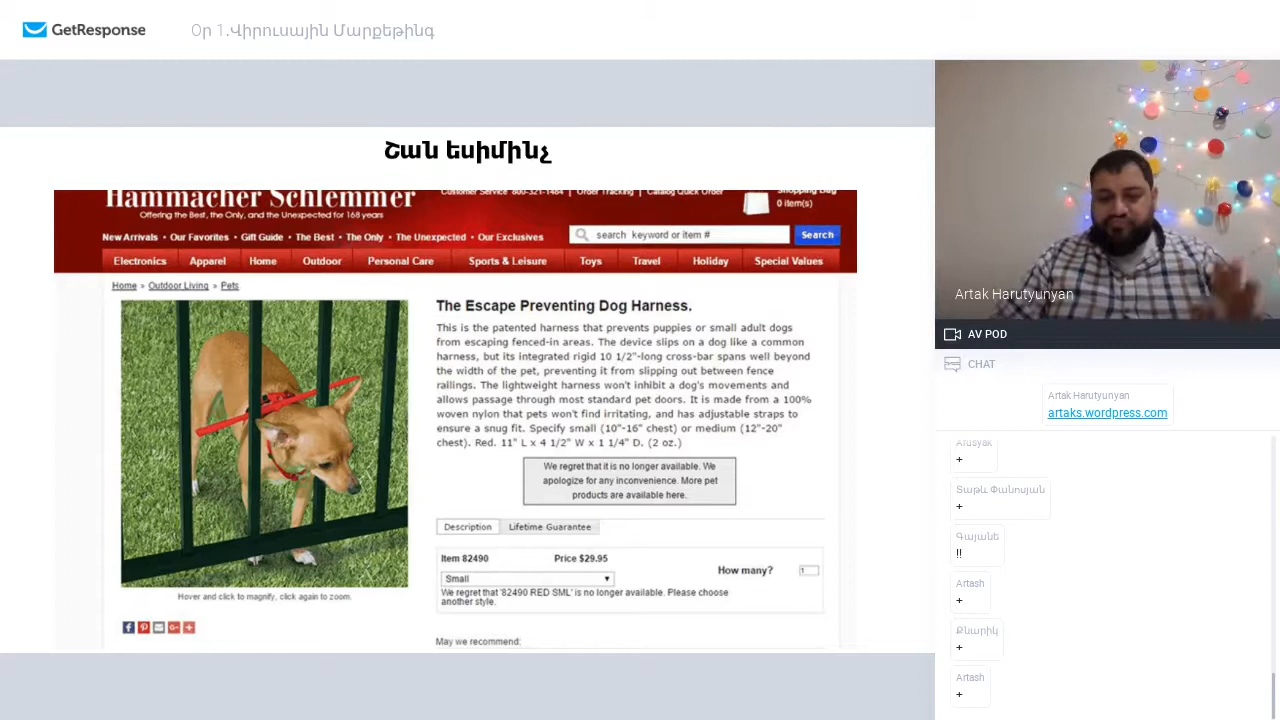 GetResponse
Օր 1.Վիրուսային Մարքեթինգ
Շան եսիմինչ
Hammacher Schlemmer
Offering the Best, the Only, and the Unexpected for 168 years
Customer Service 800-321-1484 | Order Tracking | Catalog Quick Order
Shopping Bag
0 item(s)
New Arrivals • Our Favorites • Gift Guide • The Best • The Only • The Unexpected • Our Exclusives
search keyword or item #
Search
Electronics
Apparel
Home
Outdoor
Personal Care
Sports & Leisure
Toys
Travel
Holiday
Special Values
Home » Outdoor Living » Pets
The Escape Preventing Dog Harness.
This is the patented harness that prevents puppies or small adult dogs
from escaping fenced-in areas. The device slips on a dog like a common
harness, but its integrated rigid 10 1/2"-long cross-bar spans well beyond
the width of the pet, preventing it from slipping out between fence
railings. The lightweight harness won't inhibit a dog's movements and
allows passage through most standard pet doors. It is made from a 100%
woven nylon that pets won't find irritating, and has adjustable straps to
ensure a snug fit. Specify small (10"-16" chest) or medium (12"-20"
chest). Red. 11" L x 4 1/2" W x 1 1/4" D. (2 oz.)
We regret that it is no longer available. We
apologize for any inconvenience. More pet
products are available here.
Description
Lifetime Guarantee
Item 82490
Price $29.95
How many?
1
Small
We regret that '82490 RED SML' is no longer available. Please choose
another style.
Hover and click to magnify, click again to zoom.
May we recommend:
Artak Harutyunyan
AV POD
CHAT
Artak Harutyunyan
artaks.wordpress.com
Arusyak
+
Տաթև Փանոսյան
+
Գայանե
!!
Artash
+
Քնարիկ
+
Artash
+